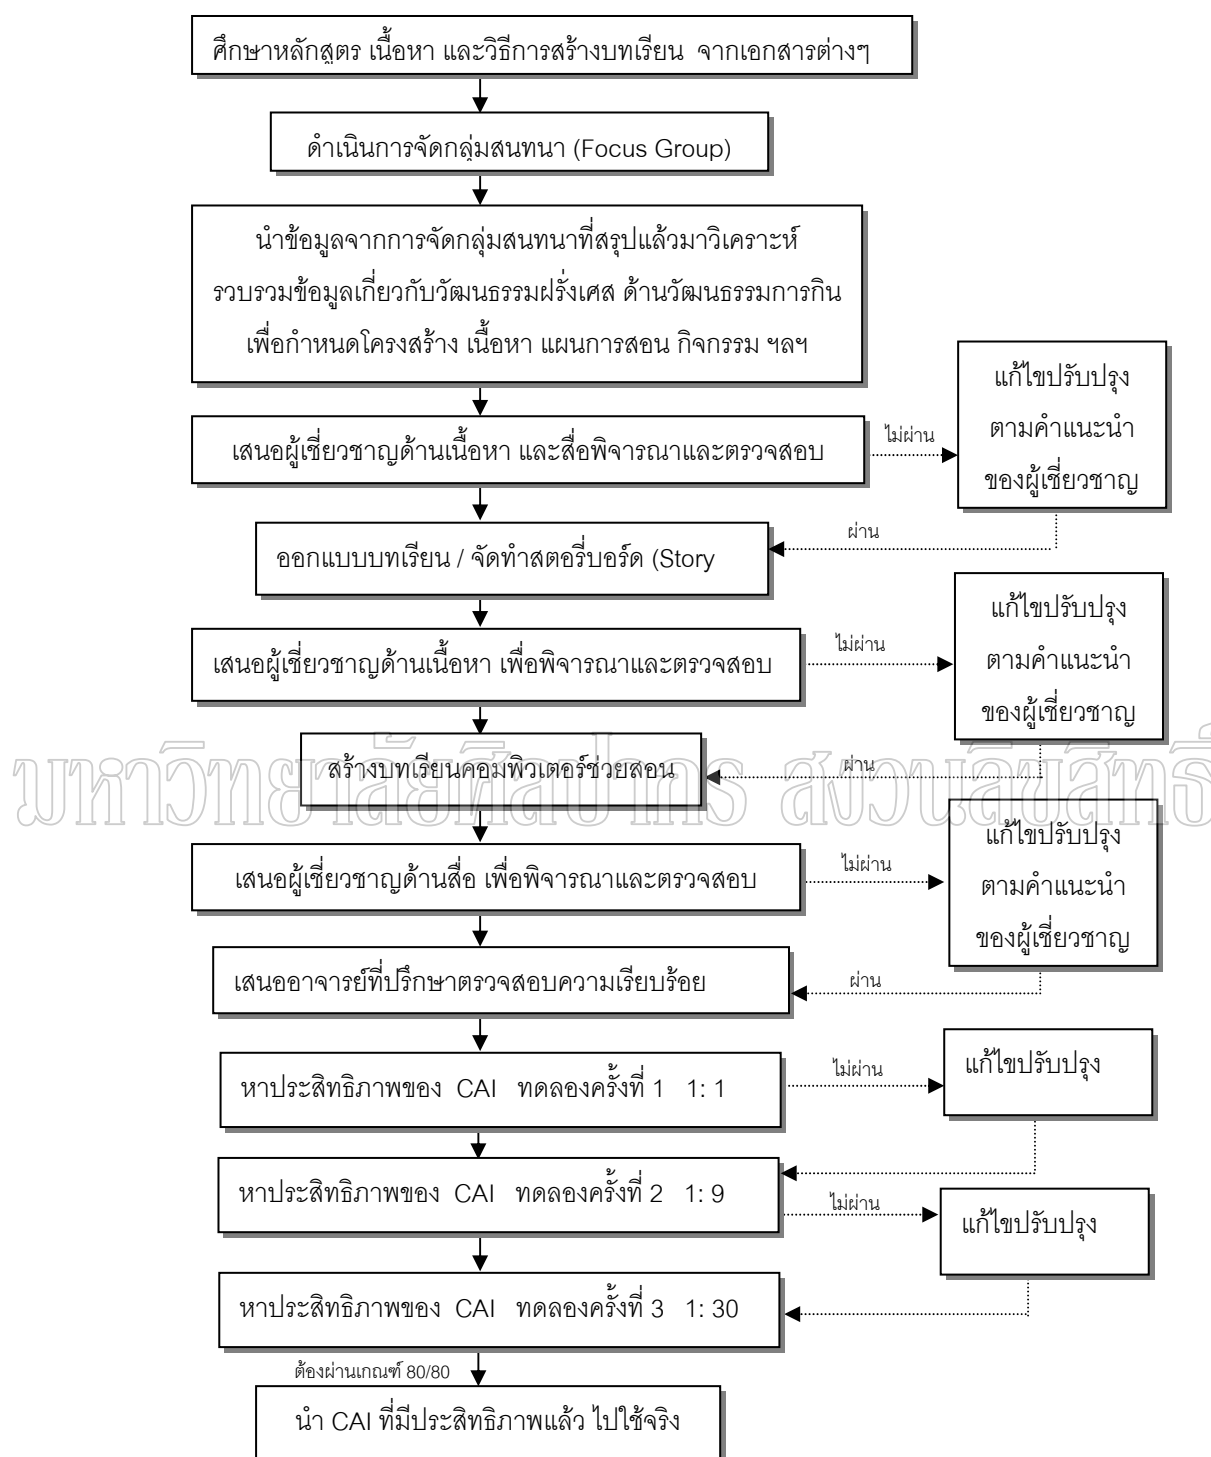 ศึกษาหลักสูตร เนื้อหา และวิธีการสร้างบทเรียน จากเอกสารต่างๆ
ดำเนินการจัดกลุ่มสนทนา (Focus Group)
นำข้อมูลจากการจัดกลุ่มสนทนาที่สรุปแล้วมาวิเคราะห์
รวบรวมข้อมูลเกี่ยวกับวัฒนธรรมฝรั่งเศส ด้านวัฒนธรรมการกิน
เพื่อกำหนดโครงสร้าง เนื้อหา แผนการสอน กิจกรรม ฯลฯ
เสนอผู้เชี่ยวชาญด้านเนื้อหา และสื่อพิจารณาและตรวจสอบ
ไม่ผ่าน
แก้ไขปรับปรุง
ตามคำแนะนำ
ของผู้เชี่ยวชาญ
ผ่าน
ออกแบบบทเรียน / จัดทำสตอรี่บอร์ด (Story
เสนอผู้เชี่ยวชาญด้านเนื้อหา เพื่อพิจารณาและตรวจสอบ
ไม่ผ่าน
แก้ไขปรับปรุง
ตามคำแนะนำ
ของผู้เชี่ยวชาญ
ผ่าน
สร้างบทเรียนคอมพิวเตอร์ช่วยสอน
มหาวิทยาลัยศิลปากร สงวนลิขสิทธิ์
เสนอผู้เชี่ยวชาญด้านสื่อ เพื่อพิจารณาและตรวจสอบ
ไม่ผ่าน
แก้ไขปรับปรุง
ตามคำแนะนำ
ของผู้เชี่ยวชาญ
ผ่าน
เสนออาจารย์ที่ปรึกษาตรวจสอบความเรียบร้อย
หาประสิทธิภาพของ CAI ทดลองครั้งที่ 1 1: 1
ไม่ผ่าน
แก้ไขปรับปรุง
หาประสิทธิภาพของ CAI ทดลองครั้งที่ 2 1: 9
ไม่ผ่าน
แก้ไขปรับปรุง
หาประสิทธิภาพของ CAI ทดลองครั้งที่ 3 1: 30
ต้องผ่านเกณฑ์ 80/80
นำ CAI ที่มีประสิทธิภาพแล้ว ไปใช้จริง